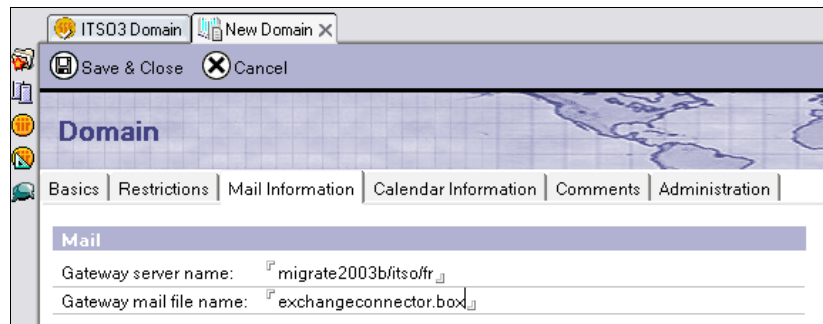 ITSO3 Domain New Domain
Save & Close Cancel
Domain
Basics Restrictions Mail Information Calendar Information Comments Administration
Mail
Gateway server name: migrate2003b/itso/fr
Gateway mail file name: exchangeconnector.box